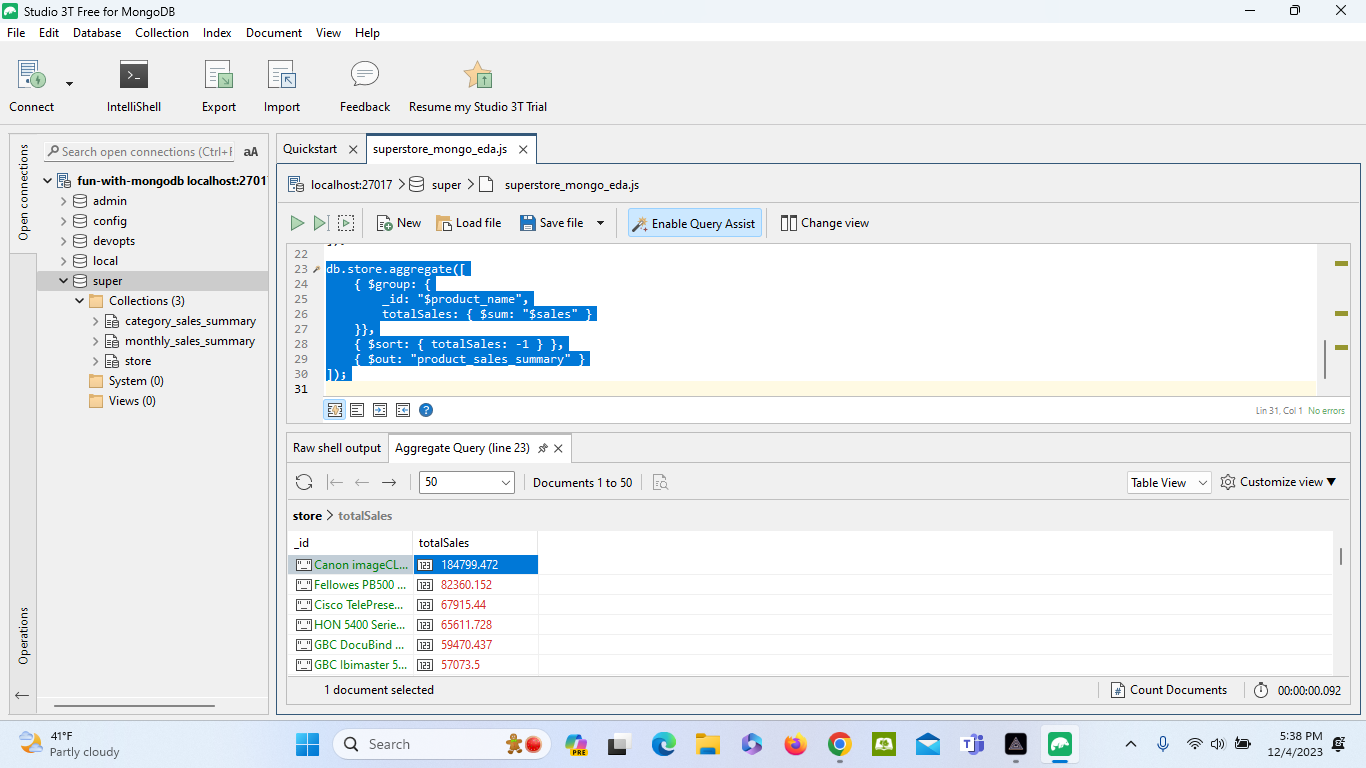 Studio 3T Free for MongoDB
File Edit Database Collection Index Document View Help
Connect IntelliShell Export Import Feedback Resume my Studio 3T Trial
Open connections
Operations
Search open connections (Ctrl+F aA
fun-with-mongodb localhost:2701
admin
config
devopts
local
super
Collections (3)
category_sales_summary
monthly_sales_summary
store
System (0)
Views (0)
Quickstart superstore_mongo_eda.js
localhost:27017 super superstore_mongo_eda.js
New Load file Save file Enable Query Assist Change view
22
23 db.store.aggregate([
24 { $group: {
25 _id: "$product_name",
26 totalSales: { $sum: "$sales" }
27 }},
28 { $sort: { totalSales: -1 } },
29 { $out: "product_sales_summary" }
30 ]);
31
Lin 31, Col 1 No errors
Raw shell output Aggregate Query (line 23)
50 Documents 1 to 50 Table View Customize view
store > totalSales
_id totalSales
Canon imageCL... 184799.472
Fellowes PB500 ... 82360.152
Cisco TelePrese... 67915.44
HON 5400 Serie... 65611.728
GBC DocuBind ... 59470.437
GBC Ibimaster 5... 57073.5
1 document selected Count Documents 00:00:00.092
41°F
Partly cloudy
Search
PRE
5:38 PM
12/4/2023